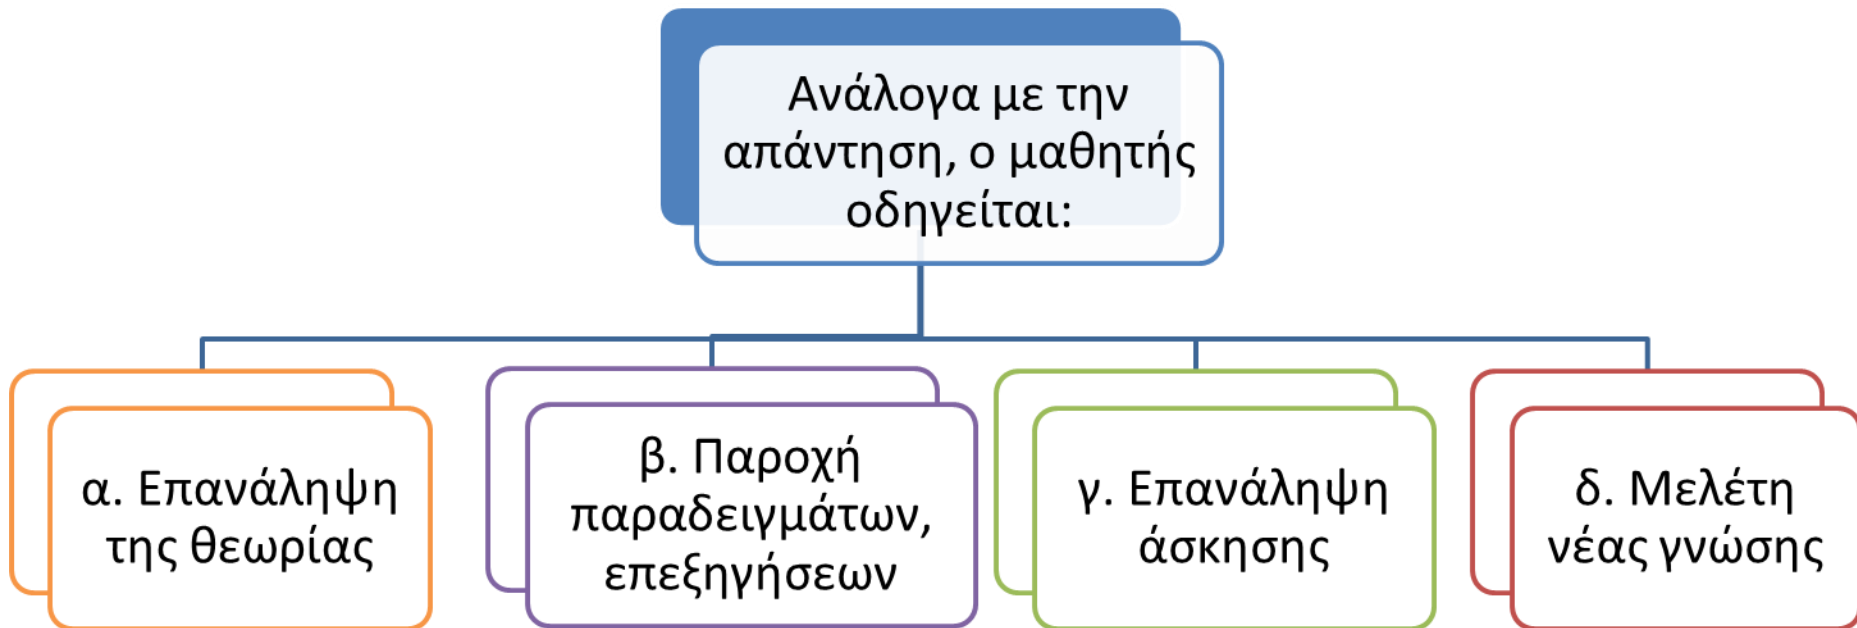 Ανάλογα με την
απάντηση, ο μαθητής
οδηγείται:
α. Επανάληψη
της θεωρίας
β. Παροχή
παραδειγμάτων,
επεξηγήσεων
γ. Επανάληψη
άσκησης
δ. Μελέτη
νέας γνώσης